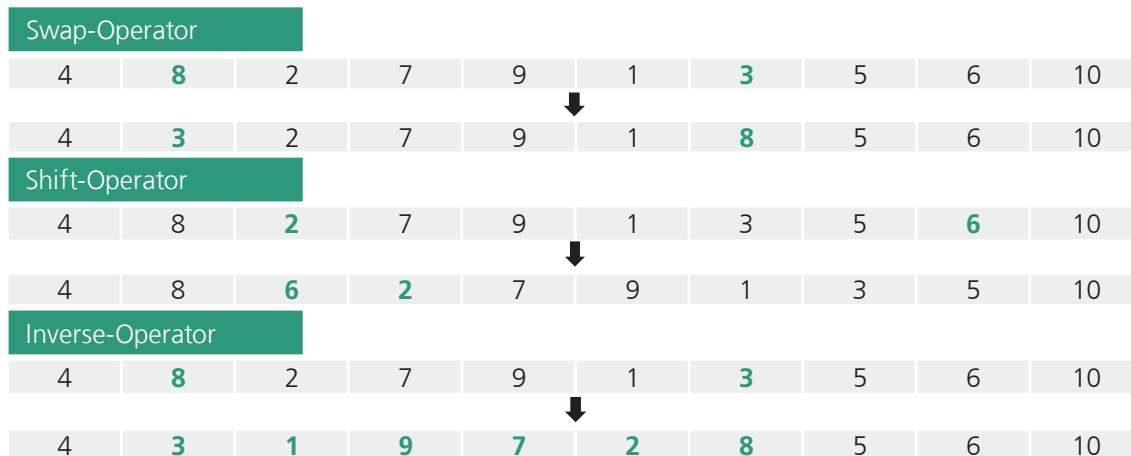 Swap-Operator
4 8 2 7 9 1 3 5 6 10
4 3 2 7 9 1 8 5 6 10
Shift-Operator
4 8 2 7 9 1 3 5 6 10
4 8 6 2 7 9 1 3 5 10
Inverse-Operator
4 8 2 7 9 1 3 5 6 10
4 3 1 9 7 2 8 5 6 10